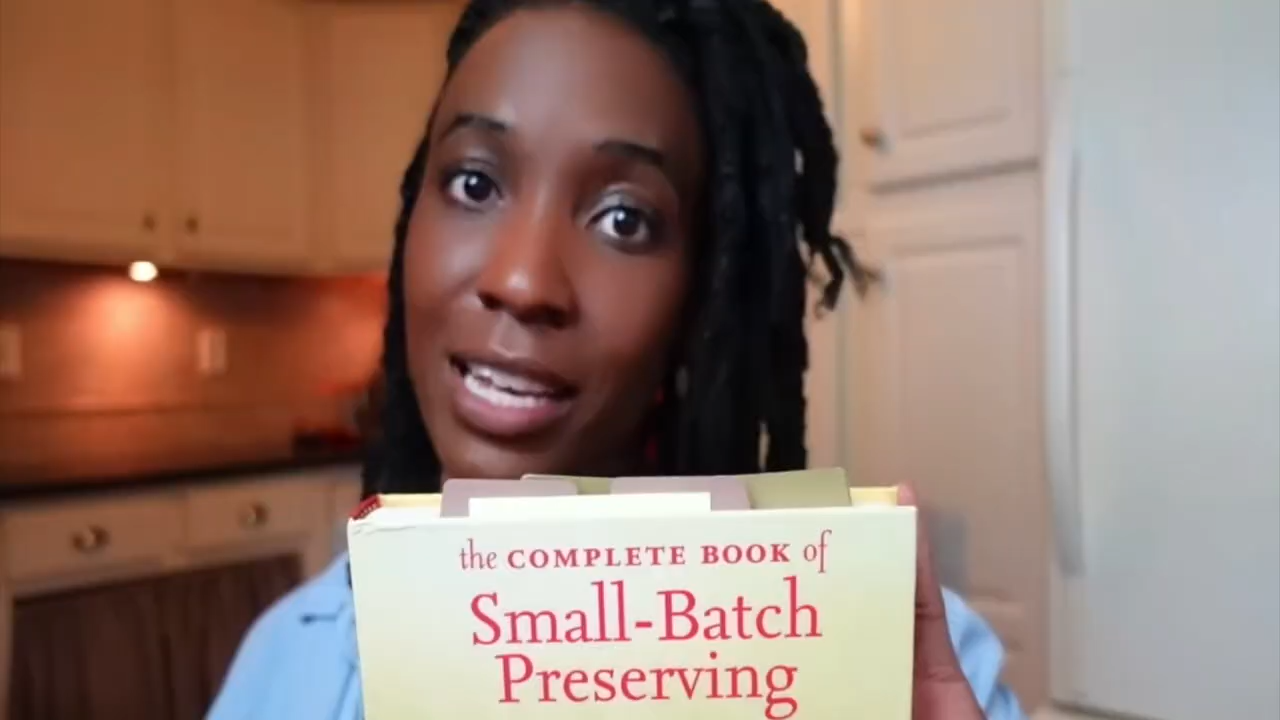 the COMPLETE BOOK of
Small-Batch
Preserving